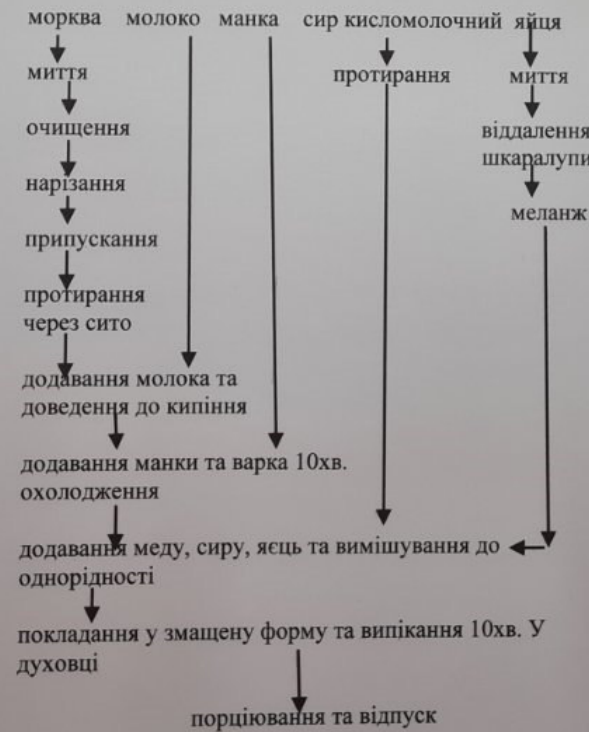 морква молоко манка сир кисломолочний яйця
миття протирання миття
очищення віддалення
шкаралупи
нарізання
меланж
припускання
протирання
через сито
додавання молока та
доведення до кипіння
додавання манки та варка 10хв.
охолодження
додавання меду, сиру, яєць та вимішування до
однорідності
покладання у змащену форму та випікання 10хв. У
духовці
порціювання та відпуск